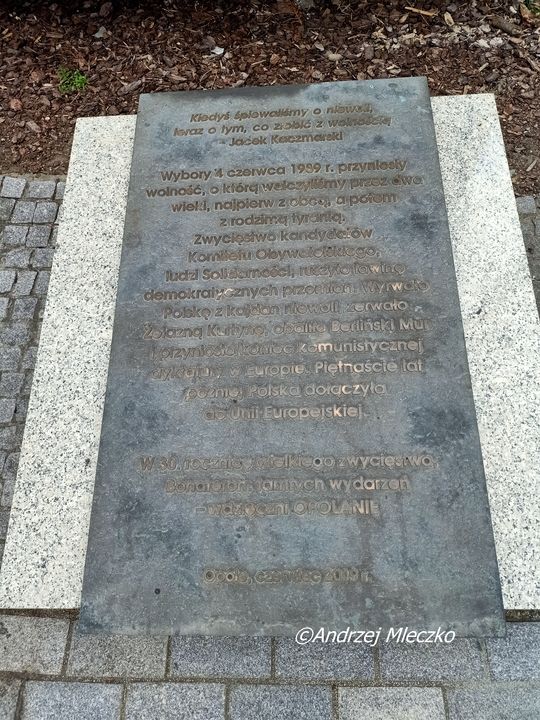 Kiedyś śpiewaliśmy o niewoli,
teraz o tym, co zrobić z wolnością
- Jacek Kaczmarski
Wybory 4 czerwca 1989 r. przyniosły
wolność, o którą walczyliśmy przez dwa
wieki, najpierw z obcą, a potem
z rodzimą tyranią.
Zwycięstwo kandydatów
Komitetu Obywatelskiego,
ludzi Solidarności, ruszyło lawinę
demokratycznych przemian. Wyrwało
Polskę z kajdan niewoli, zerwało
Żelazną Kurtynę, obaliło Berliński Mur
i przyniosło koniec komunistycznej
dyktatury w Europie. Piętnaście lat
później Polska dołączyła
do Unii Europejskiej.
W rocznicę wielkiego zwycięstwa,
Bohaterom tamtych wydarzeń
- wdzięczni OPOLANIE
Opole, czerwiec r.
©Andrzej Mleczko